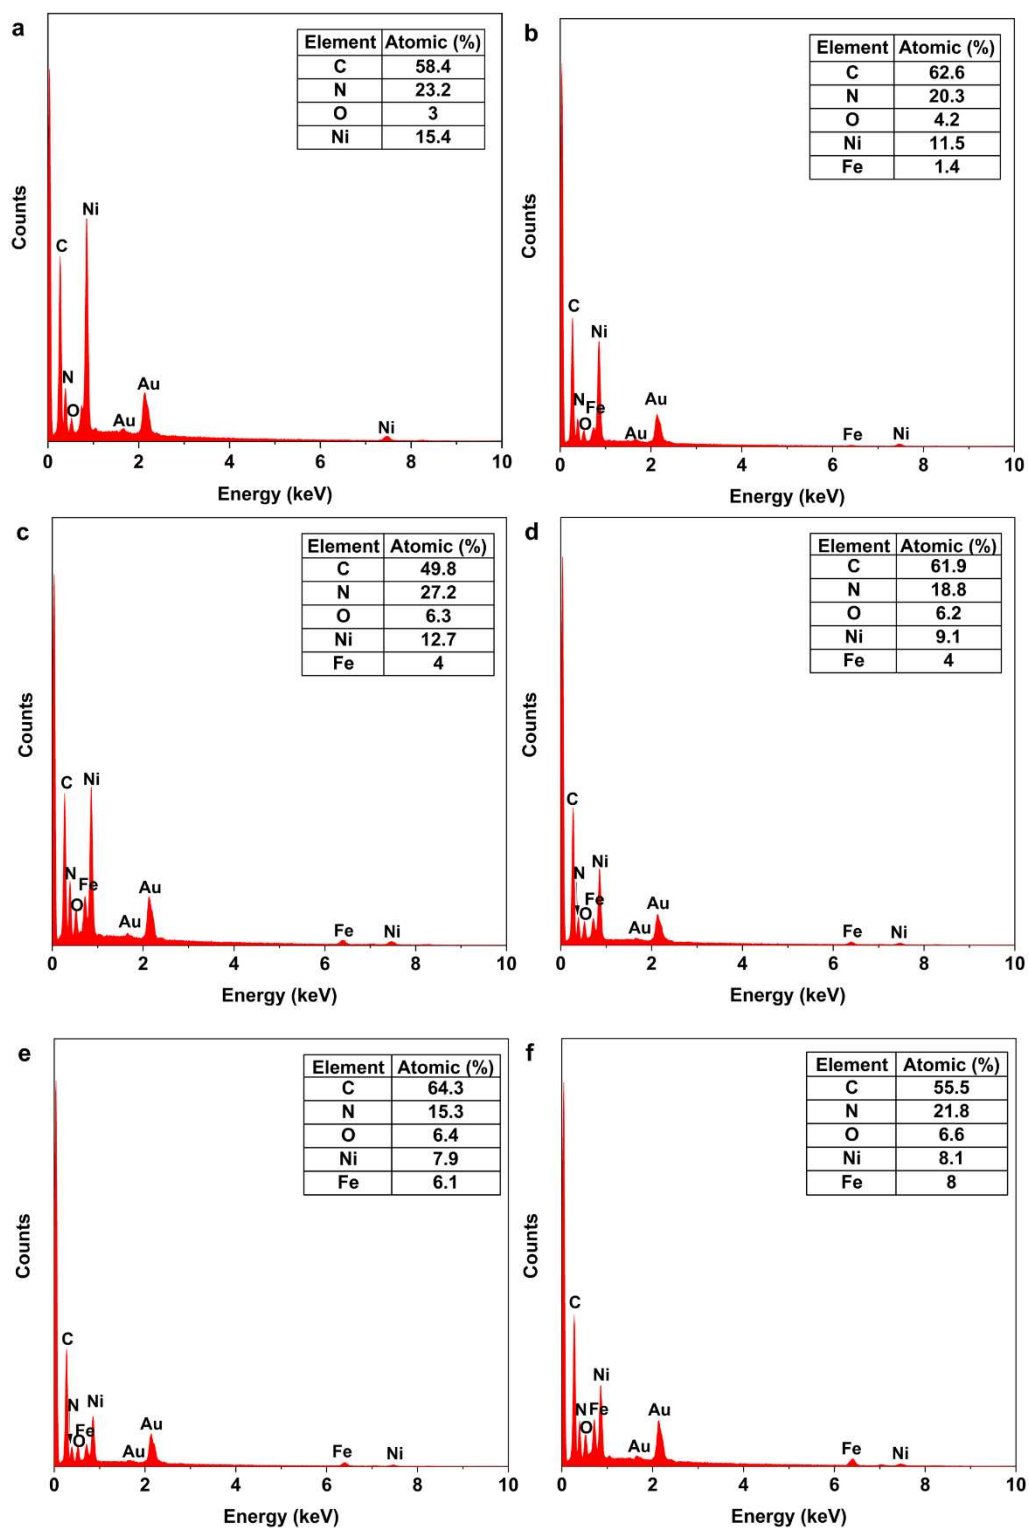 a
Element Atomic (%)
C 58.4
N 23.2
O 3
Ni 15.4
Counts
Ni
C
N
O
Au
Au
Ni
0 2 4 6 8 10
Energy (keV)
b
Element Atomic (%)
C 62.6
N 20.3
O 4.2
Ni 11.5
Fe 1.4
Counts
C
Ni
N
Fe
O
Au
Au
Fe
Ni
0 2 4 6 8 10
Energy (keV)
c
Element Atomic (%)
C 49.8
N 27.2
O 6.3
Ni 12.7
Fe 4
Counts
C
Ni
N
Fe
O
Au
Au
Fe
Ni
0 2 4 6 8 10
Energy (keV)
d
Element Atomic (%)
C 61.9
N 18.8
O 6.2
Ni 9.1
Fe 4
Counts
C
N
Ni
Fe
O
Au
Au
Fe
Ni
0 2 4 6 8 10
Energy (keV)
e
Element Atomic (%)
C 64.3
N 15.3
O 6.4
Ni 7.9
Fe 6.1
Counts
C
N
Ni
Fe
O
Au
Au
Fe
Ni
0 2 4 6 8 10
Energy (keV)
f
Element Atomic (%)
C 55.5
N 21.8
O 6.6
Ni 8.1
Fe 8
Counts
C
Ni
N
Fe
O
Au
Au
Fe
Ni
0 2 4 6 8 10
Energy (keV)